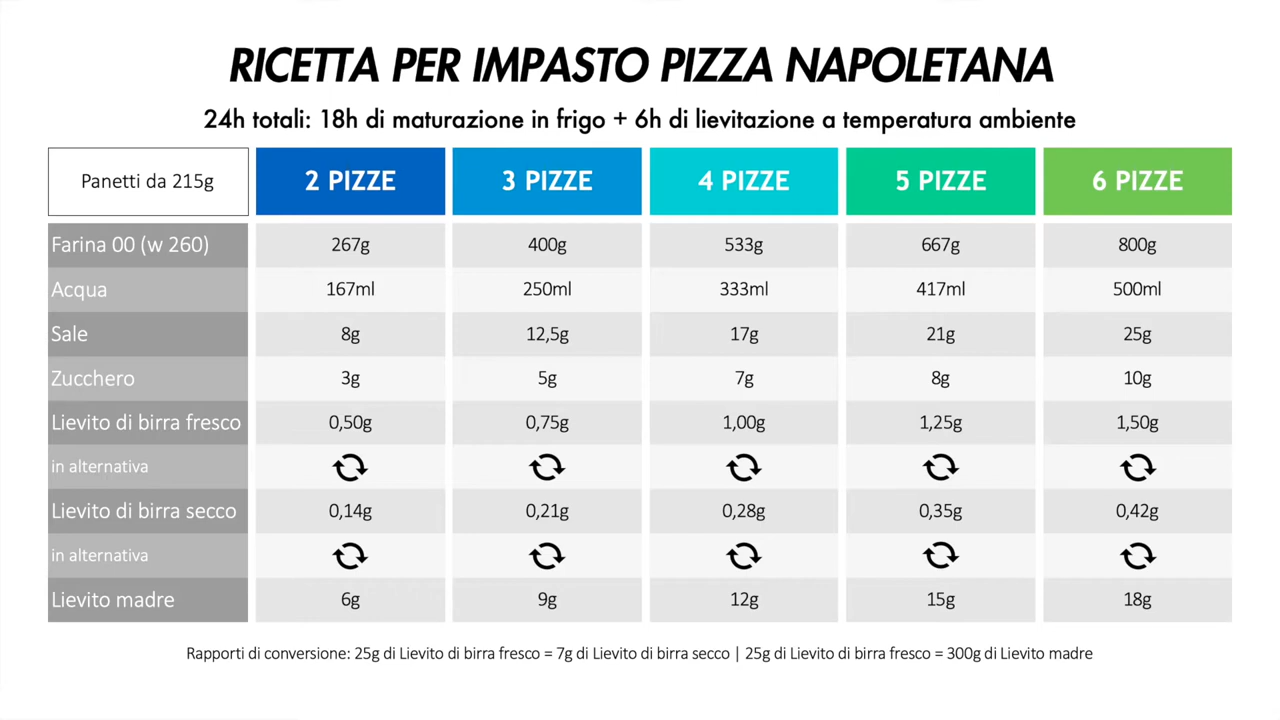 RICETTA PER IMPASTO PIZZA NAPOLETANA
24h totali: 18h di maturazione in frigo + 6h di lievitazione a temperatura ambiente
Panetti da 215g 2 PIZZE 3 PIZZE 4 PIZZE 5 PIZZE 6 PIZZE
Farina 00 (w 260) 267g 400g 533g 667g 800g
Acqua 167ml 250ml 333ml 417ml 500ml
Sale 8g 12,5g 17g 21g 25g
Zucchero 3g 5g 7g 8g 10g
Lievito di birra fresco 0,50g 0,75g 1,00g 1,25g 1,50g
in alternativa
Lievito di birra secco 0,14g 0,21g 0,28g 0,35g 0,42g
in alternativa
Lievito madre 6g 9g 12g 15g 18g
Rapporti di conversione: 25g di Lievito di birra fresco = 7g di Lievito di birra secco | 25g di Lievito di birra fresco = 300g di Lievito madre